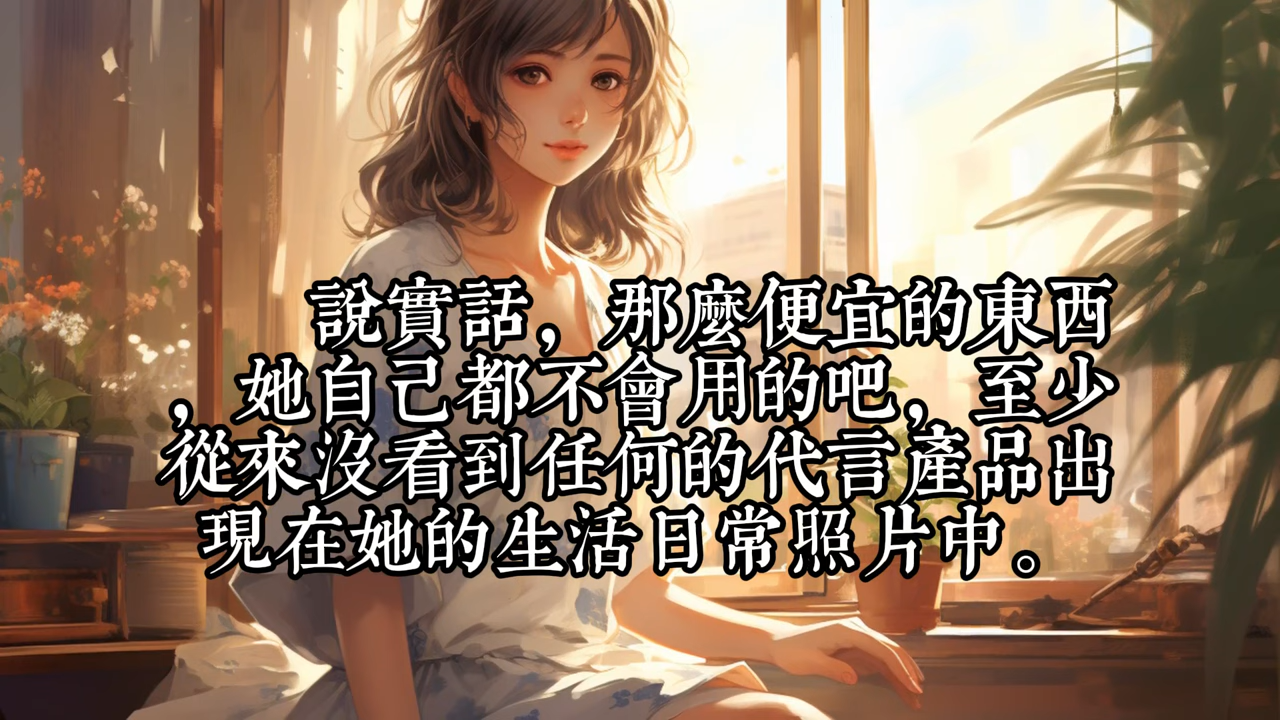 說實話，那麼便宜的東西
，她自己都不會用的吧，至少
從來沒看到任何的代言產品出
現在她的生活日常照片中。